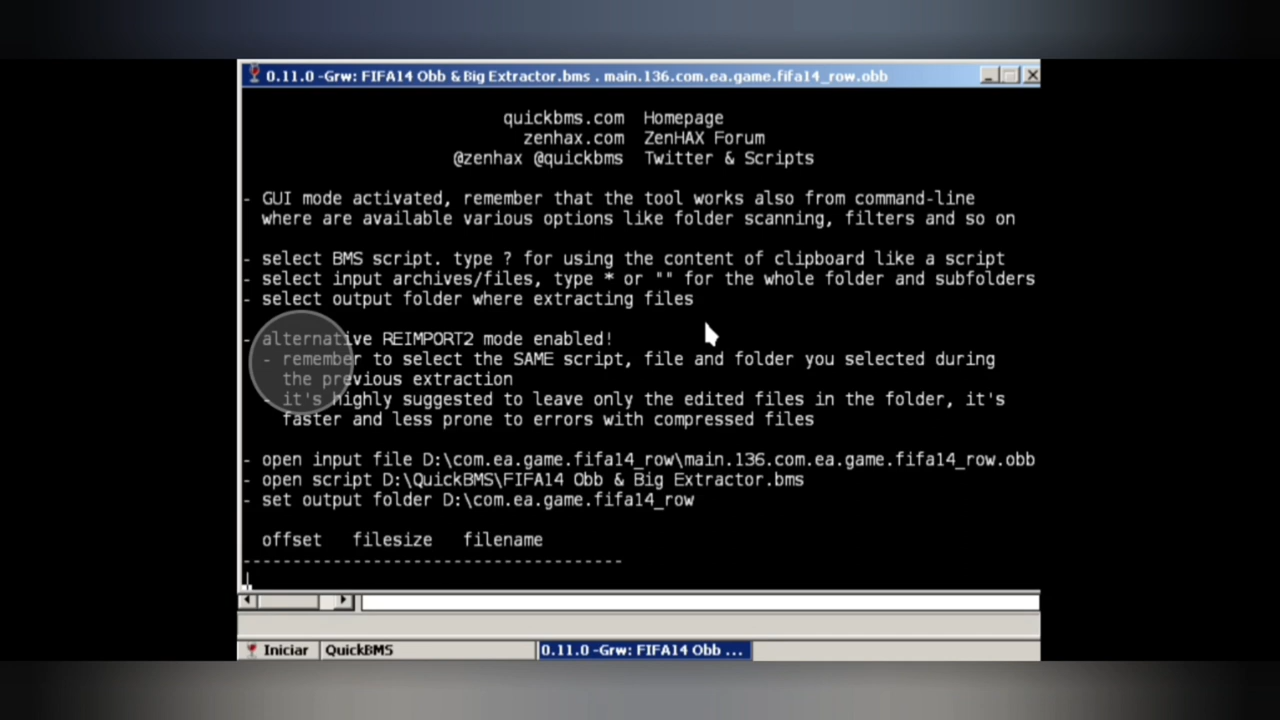 0.11.0 -Grw: FIFA14 Obb & Big Extractor.bms . main.136.com.ea.game.fifa14_row.obb
quickbms.com Homepage
zenhax.com ZenHAX Forum
@zenhax @quickbms Twitter & Scripts
- GUI mode activated, remember that the tool works also from command-line
where are available various options like folder scanning, filters and so on
- select BMS script. type ? for using the content of clipboard like a script
- select input archives/files, type * or "" for the whole folder and subfolders
- select output folder where extracting files
- alternative REIMPORT2 mode enabled!
- remember to select the SAME script, file and folder you selected during
the previous extraction
- it's highly suggested to leave only the edited files in the folder, it's
faster and less prone to errors with compressed files
- open input file D:\com.ea.game.fifa14_row\main.136.com.ea.game.fifa14_row.obb
- open script D:\QuickBMS\FIFA14 Obb & Big Extractor.bms
- set output folder D:\com.ea.game.fifa14_row
offset filesize filename
--------------------------------------
Iniciar QuickBMS 0.11.0 -Grw: FIFA14 Obb ...